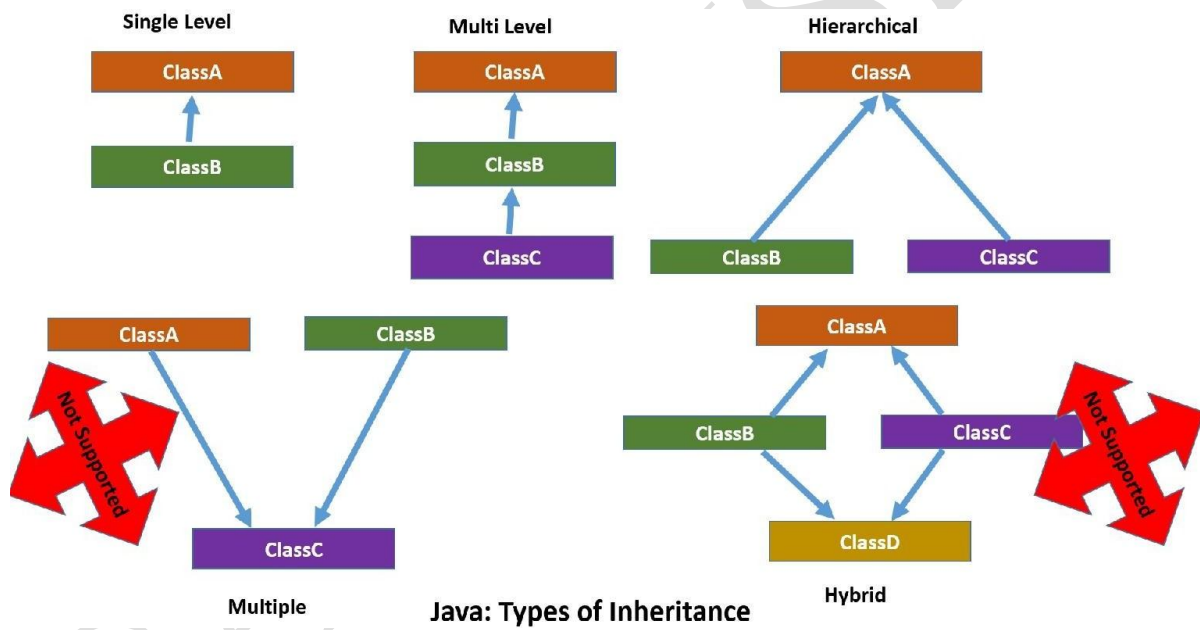 Single Level
ClassA
ClassB
Multi Level
ClassA
ClassB
ClassC
Hierarchical
ClassA
ClassB
ClassC
ClassA
ClassB
Not Supported
ClassC
Multiple
ClassA
ClassB
ClassC
Not Supported
ClassD
Hybrid
Java: Types of Inheritance